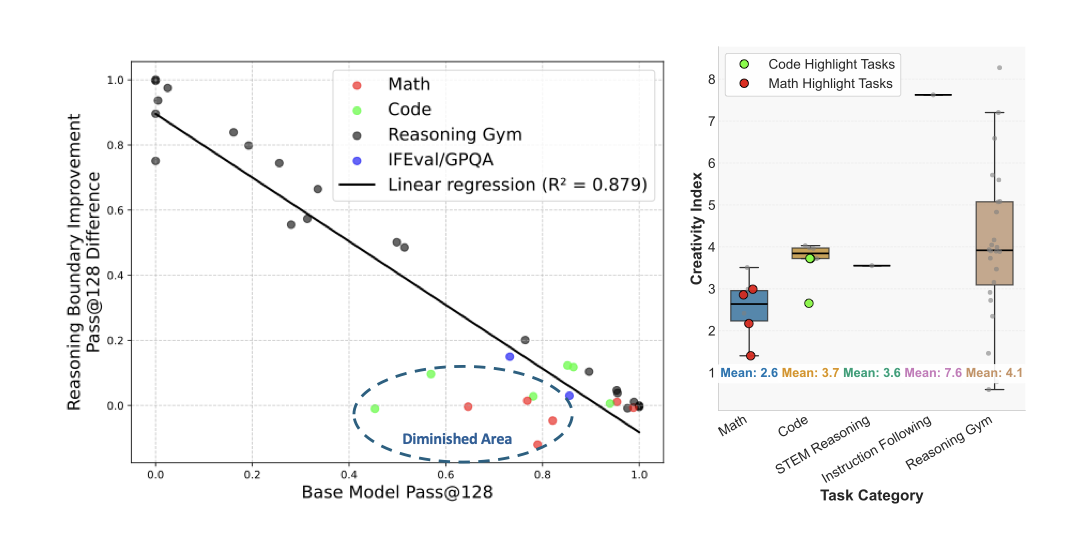 Reasoning Boundary Improvement
Pass@128 Difference
1.0
0.8
0.6
0.4
0.2
0.0
Math
Code
Reasoning Gym
IFEval/GPQA
Linear regression (R² = 0.879)
Diminished Area
0.0 0.2 0.4 0.6 0.8 1.0
Base Model Pass@128
Creativity Index
8
7
6
5
4
3
2
1
Code Highlight Tasks
Math Highlight Tasks
Mean: 2.6 Mean: 3.7 Mean: 3.6 Mean: 7.6 Mean: 4.1
Math
Code
STEM Reasoning
Instruction Following
Reasoning Gym
Task Category